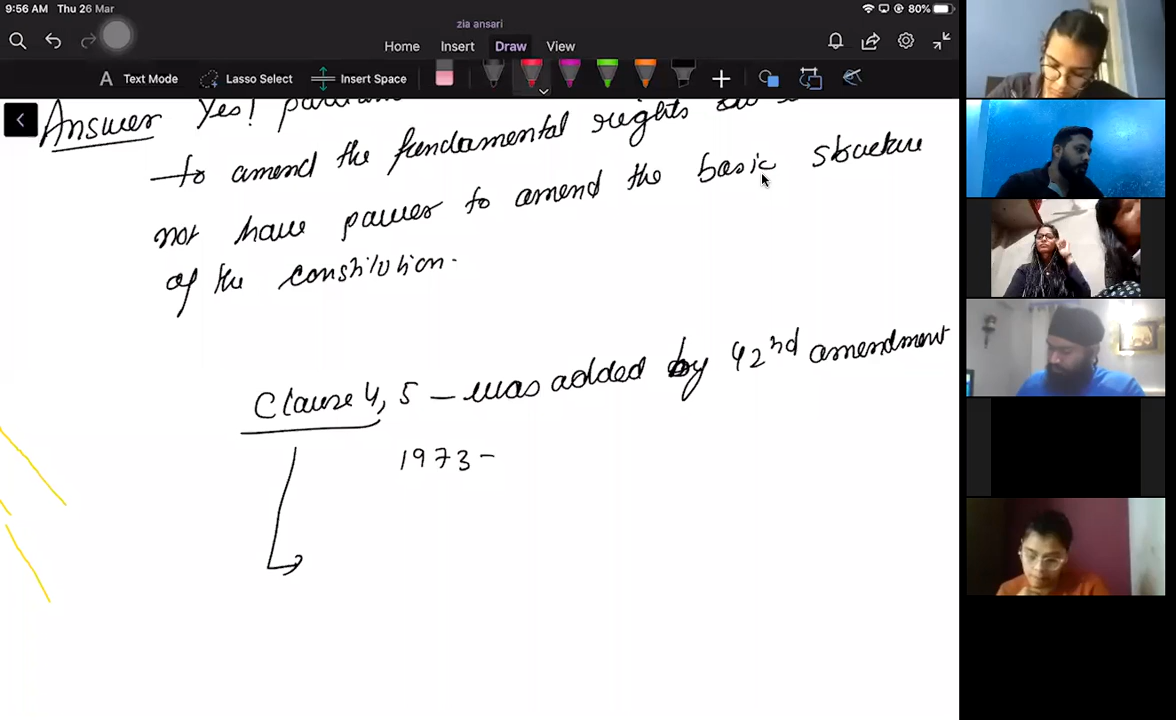 9:56 AM Thu 26 Mar
80%
zia ansari
Home Insert Draw View
Text Mode Lasso Select Insert Space
Answer Yes!
to amend the fundamental rights
not have power to amend the basic structure
of the constitution.
Clause 4, 5 - was added by 42nd amendment
1973 -